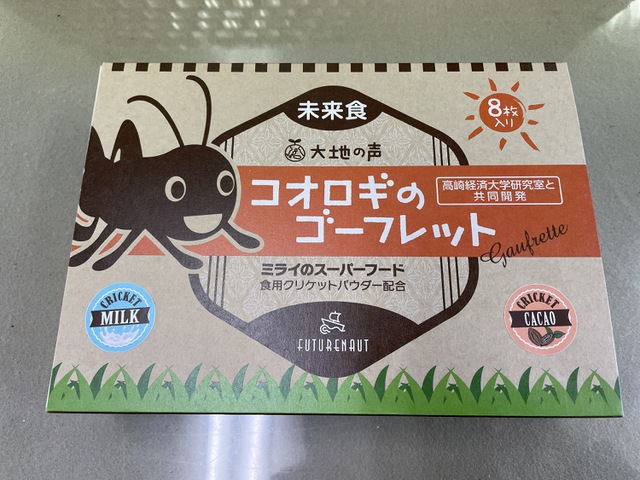 未来食
8枚
入り
大地の声
コオロギの
ゴーフレット
高崎経済大学研究室と
共同開発
Gaufrette
ミライのスーパーフード
食用クリケットパウダー配合
CRICKET
MILK
FUTURENAUT
CRICKET
CACAO